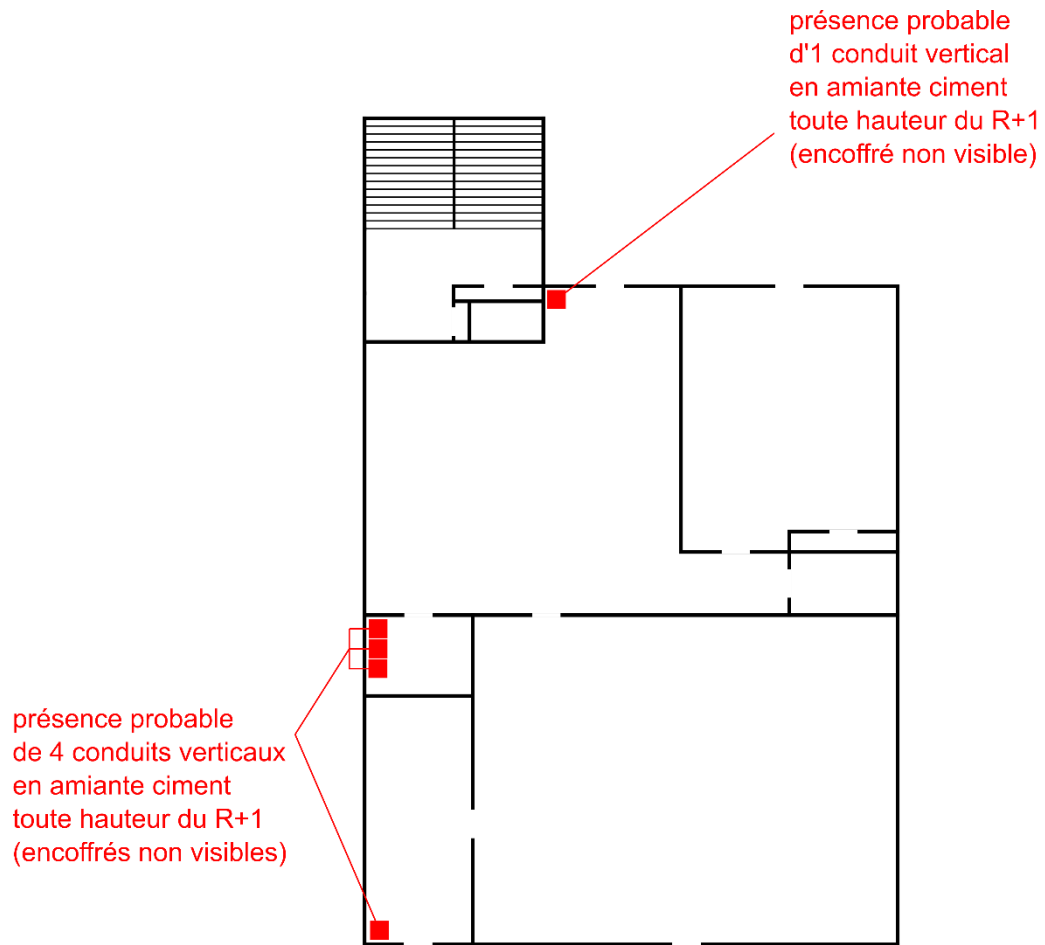 présence probable
d'1 conduit vertical
en amiante ciment
toute hauteur du R+1
(encoffré non visible)
présence probable
de 4 conduits verticaux
en amiante ciment
toute hauteur du R+1
(encoffrés non visibles)